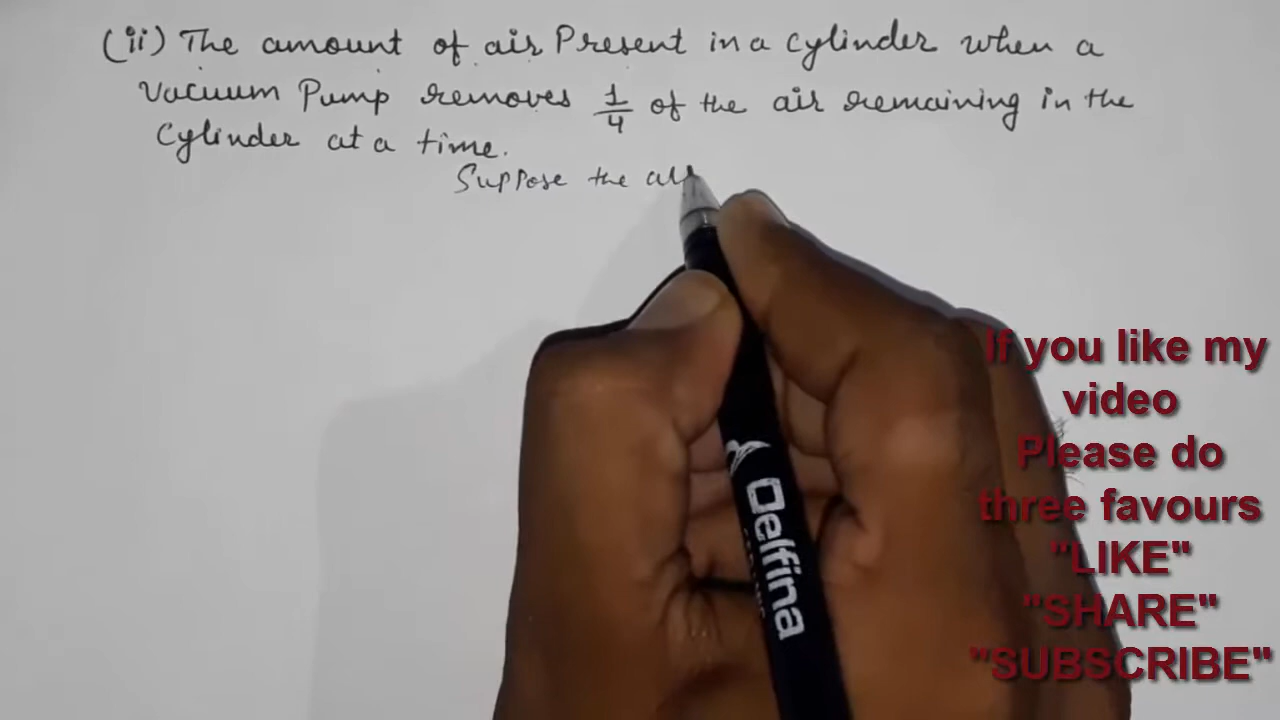 (ii) The amount of air Present in a cylinder when a
Vacuum Pump removes 1/4 of the air remaining in the
Cylinder at a time.
Suppose the
If you like my
video
Please do
three favours
"LIKE"
"SHARE"
"SUBSCRIBE"
Delfina